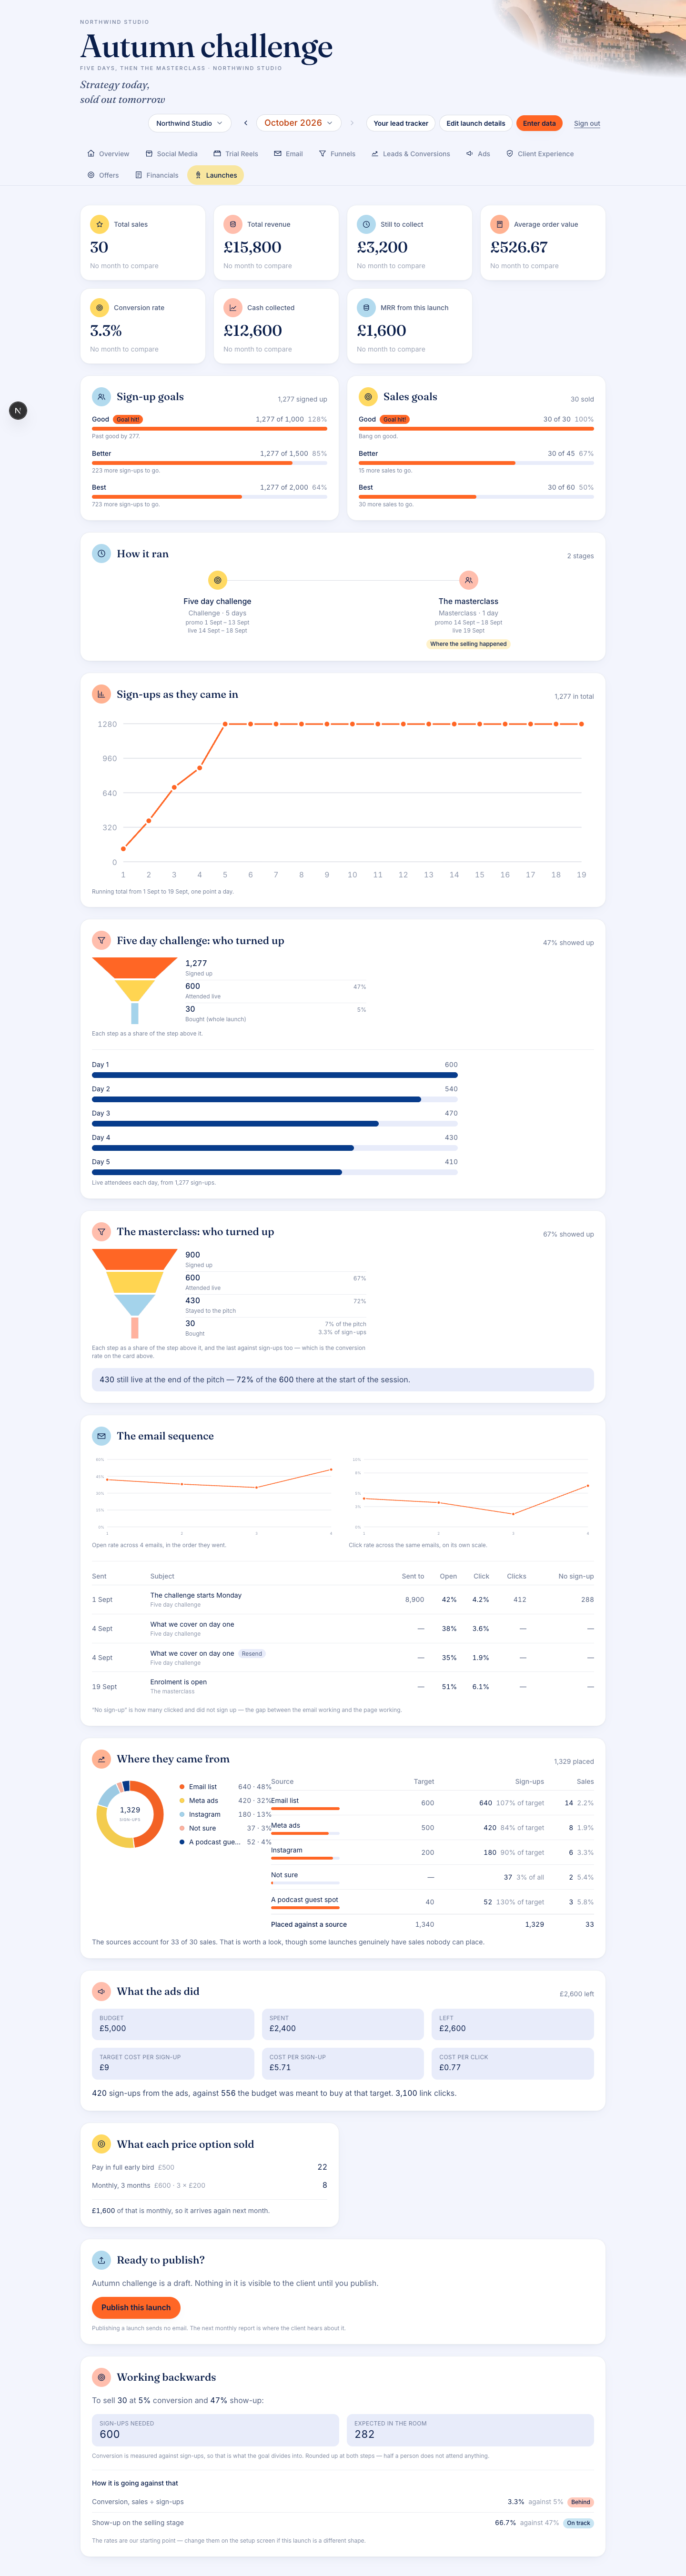 NORTHWIND STUDIO
Autumn challenge
FIVE DAYS, THEN THE MASTERCLASS · NORTHWIND STUDIO
Strategy today,
sold out tomorrow
Northwind Studio
October 2026
Your lead tracker
Edit launch details
Enter data
Sign out
Overview
Social Media
Trial Reels
Email
Funnels
Leads & Conversions
Ads
Client Experience
Offers
Financials
Launches
Total sales
30
No month to compare
Total revenue
£15,800
No month to compare
Still to collect
£3,200
No month to compare
Average order value
£526.67
No month to compare
Conversion rate
3.3%
No month to compare
Cash collected
£12,600
No month to compare
MRR from this launch
£1,600
No month to compare
N
Sign-up goals
1,277 signed up
Good Goal hit! 1,277 of 1,000 128%
Past good by 277.
Better 1,277 of 1,500 85%
223 more sign-ups to go.
Best 1,277 of 2,000 64%
723 more sign-ups to go.
Sales goals
30 sold
Good Goal hit! 30 of 30 100%
Bang on good.
Better 30 of 45 67%
15 more sales to go.
Best 30 of 60 50%
30 more sales to go.
How it ran
2 stages
Five day challenge
Challenge · 5 days
promo 1 Sept – 13 Sept
live 14 Sept – 18 Sept
The masterclass
Masterclass · 1 day
promo 14 Sept – 18 Sept
live 19 Sept
Where the selling happened
Sign-ups as they came in
1,277 in total
1280
960
640
320
0
1 2 3 4 5 6 7 8 9 10 11 12 13 14 15 16 17 18 19
Running total from 1 Sept to 19 Sept, one point a day.
Five day challenge: who turned up
47% showed up
1,277
Signed up
600 47%
Attended live
30 5%
Bought (whole launch)
Each step as a share of the step above it.
Day 1 600
Day 2 540
Day 3 470
Day 4 430
Day 5 410
Live attendees each day, from 1,277 sign-ups.
The masterclass: who turned up
67% showed up
900
Signed up
600 67%
Attended live
430 72%
Stayed to the pitch
30 7% of the pitch
Bought 3.3% of sign-ups
Each step as a share of the step above it, and the last against sign-ups too — which is the conversion
rate on the card above.
430 still live at the end of the pitch — 72% of the 600 there at the start of the session.
The email sequence
Open rate across 4 emails, in the order they went.
Click rate across the same emails, on its own scale.
Sent Subject Sent to Open Click Clicks No sign-up
1 Sept The challenge starts Monday 8,900 42% 4.2% 412 288
Five day challenge
4 Sept What we cover on day one — 38% 3.6% — —
Five day challenge
4 Sept What we cover on day one Resend — 35% 1.9% — —
Five day challenge
19 Sept Enrolment is open — 51% 6.1% — —
The masterclass
"No sign-up" is how many clicked and did not sign up — the gap between the email working and the page working.
Where they came from
1,329 placed
1,329
SIGN-UPS
Email list 640 · 48%
Meta ads 420 · 32%
Instagram 180 · 13%
Not sure 37 · 3%
A podcast gue... 52 · 4%
Source Target Sign-ups Sales
Email list 600 640 107% of target 14 2.2%
Meta ads 500 420 84% of target 8 1.9%
Instagram 200 180 90% of target 6 3.3%
Not sure — 37 3% of all 2 5.4%
A podcast guest spot 40 52 130% of target 3 5.8%
Placed against a source 1,340 1,329 33
The sources account for 33 of 30 sales. That is worth a look, though some launches genuinely have sales nobody can place.
What the ads did
£2,600 left
BUDGET
£5,000
SPENT
£2,400
LEFT
£2,600
TARGET COST PER SIGN-UP
£9
COST PER SIGN-UP
£5.71
COST PER CLICK
£0.77
420 sign-ups from the ads, against 556 the budget was meant to buy at that target. 3,100 link clicks.
What each price option sold
Pay in full early bird £500 22
Monthly, 3 months £600 · 3 × £200 8
£1,600 of that is monthly, so it arrives again next month.
Ready to publish?
Autumn challenge is a draft. Nothing in it is visible to the client until you publish.
Publish this launch
Publishing a launch sends no email. The next monthly report is where the client hears about it.
Working backwards
To sell 30 at 5% conversion and 47% show-up:
SIGN-UPS NEEDED
600
EXPECTED IN THE ROOM
282
Conversion is measured against sign-ups, so that is what the goal divides into. Rounded up at both steps — half a person does not attend anything.
How it is going against that
Conversion, sales ÷ sign-ups 3.3% against 5% Behind
Show-up on the selling stage 66.7% against 47% On track
The rates are our starting point — change them on the setup screen if this launch is a different shape.